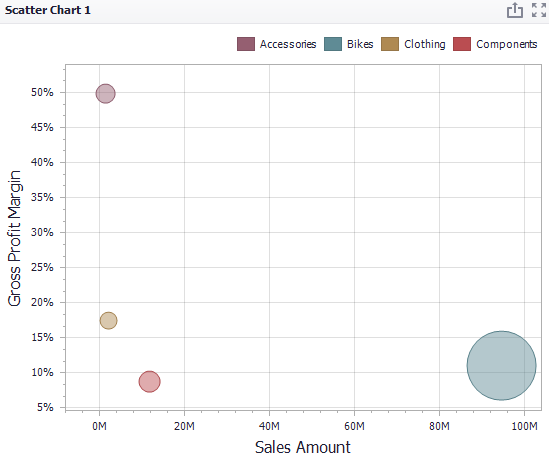 Scatter Chart 1
Accessories Bikes Clothing Components
50%
45%
40%
35%
30%
25%
20%
15%
10%
5%
Gross Profit Margin
0M 20M 40M 60M 80M 100M
Sales Amount